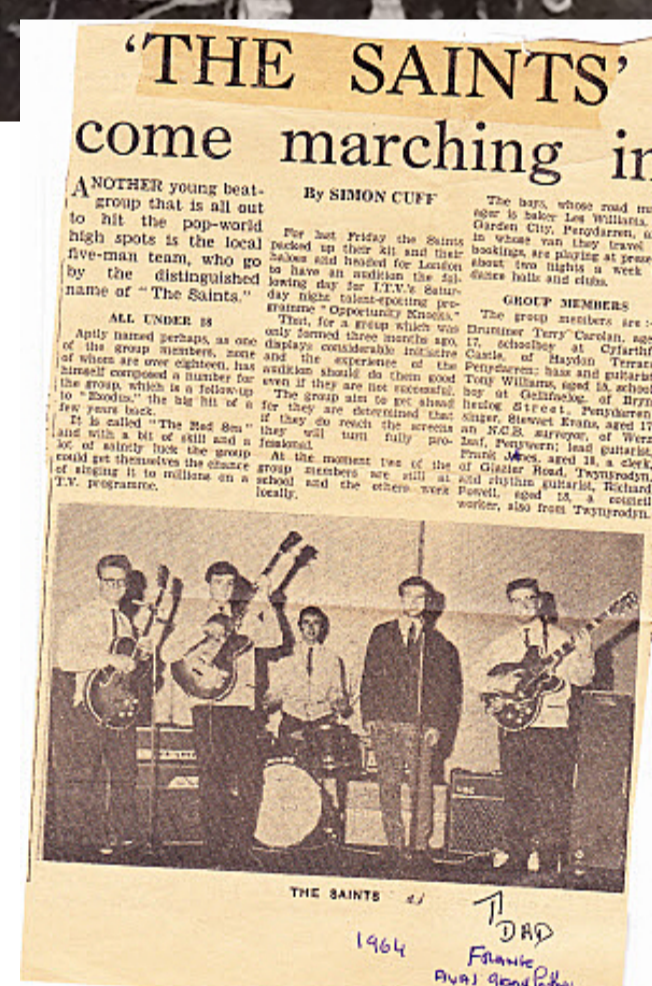 'THE SAINTS'
come marching in
ANOTHER young beat-
group that is all out
to hit the pop-world
high spots is the local
five-man team, who go
by the distinguished
name of "The Saints."
ALL UNDER 18
Aptly named perhaps, as one
of the group members, none
of whom are over eighteen, has
himself composed a number for
the group, which is a follow-up
to "Exodus," the big hit of a
few years back.
It is called "The Red Sea"
and with a bit of skill and a
lot of saintly luck the group
could get themselves the chance
of singing it to millions on a
T.V. programme.
By SIMON CUFF
For last Friday the Saints
packed up their kit and their
haloes and headed for London
to have an audition the fol-
lowing day for I.T.V.'s Satur-
day night talent-spotting pro-
gramme "Opportunity Knocks."
That, for a group which was
only formed three months ago,
displays considerable initiative
and the experience of the
audition should do them good
even if they are not successful.
The group aim to get ahead
for they are determined that
if they do reach the screens
they will turn fully pro-
fessional.
At the moment two of the
group members are still at
school and the others work
locally.
The boys, whose road
ager is baker Les Williams,
Garden City, Penydarren,
in whose van they travel
bookings, are playing at
about two nights a week
dance halls and clubs.
GROUP MEMBERS
The group members are :-
Drummer Terry Carolan,
17, schoolboy at Cyfarthfa
Castle, of Haydon Terrace
Penydarren; bass and guitarist
Tony Williams, aged 18, school
boy at Gellifaelog, of Bryn
Street, Penydarren
singer, Stewart Evans, aged 17
an N.C.B. surveyor, of
Penywern; lead guitarist,
Frank Jones, aged 18, a clerk,
of Glazier Road, Twynyrodyn,
and rhythm guitarist, Richard
Powell, aged 18, a council
worker, also from Twynyrodyn.
THE SAINTS
DAD
1964